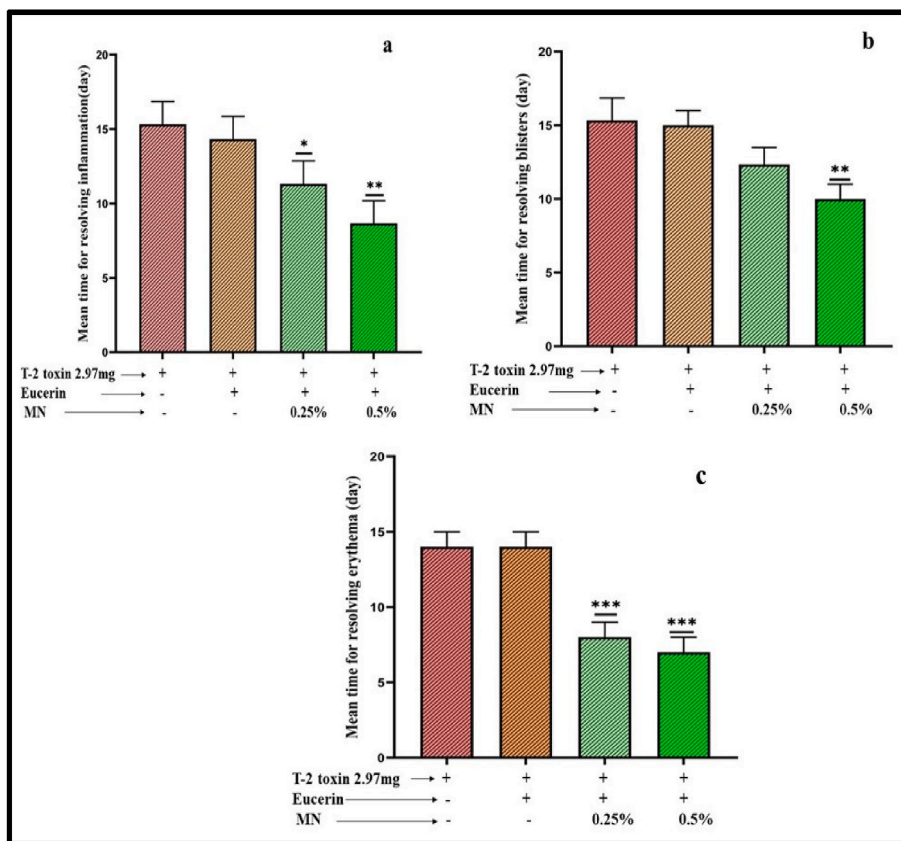 a
Mean time for resolving inflammation(day)
20
15
10
5
0
*
**
T-2 toxin 2.97mg + + + +
Eucerin - + + +
MN - - 0.25% 0.5%
b
Mean time for resolving blisters (day)
20
15
10
5
0
**
T-2 toxin 2.97mg + + + +
Eucerin - + + +
MN - - 0.25% 0.5%
c
Mean time for resolving erythema (day)
20
15
10
5
0
***
***
T-2 toxin 2.97mg + + + +
Eucerin - + + +
MN - - 0.25% 0.5%